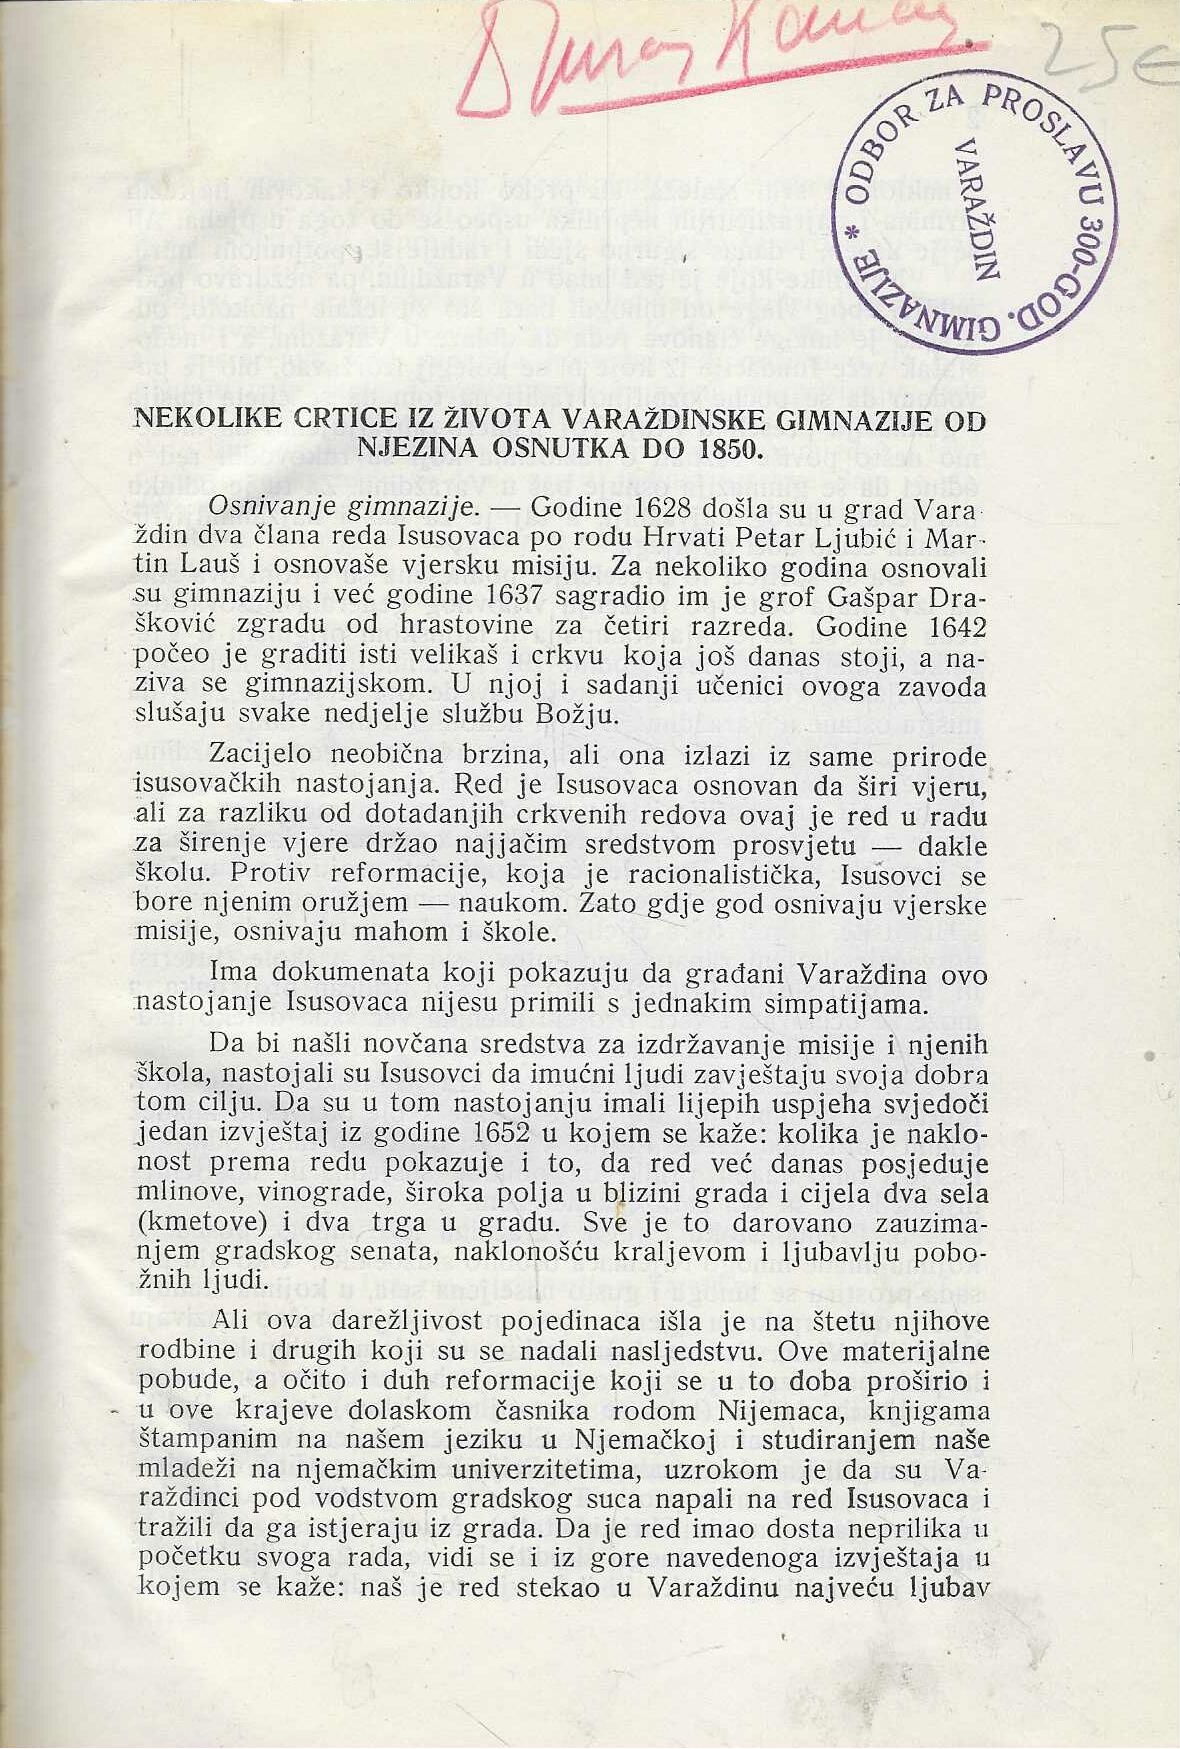 25€
* ODBOR ZA PROSLAVU 300-GOD. GIMNAZIJE
VARAŽDIN
NEKOLIKE CRTICE IZ ŽIVOTA VARAŽDINSKE GIMNAZIJE OD
NJEZINA OSNUTKA DO 1850.
Osnivanje gimnazije. — Godine 1628 došla su u grad Vara-
ždin dva člana reda Isusovaca po rodu Hrvati Petar Ljubić i Mar-
tin Lauš i osnovaše vjersku misiju. Za nekoliko godina osnovali
su gimnaziju i već godine 1637 sagradio im je grof Gašpar Dra-
šković zgradu od hrastovine za četiri razreda. Godine 1642
počeo je graditi isti velikaš i crkvu koja još danas stoji, a na-
ziva se gimnazijskom. U njoj i sadanji učenici ovoga zavoda
slušaju svake nedjelje službu Božju.
Zacijelo neobična brzina, ali ona izlazi iz same prirode
isusovačkih nastojanja. Red je Isusovaca osnovan da širi vjeru,
ali za razliku od dotadanjih crkvenih redova ovaj je red u radu
za širenje vjere držao najjačim sredstvom prosvjetu — dakle
školu. Protiv reformacije, koja je racionalistička, Isusovci se
bore njenim oružjem — naukom. Zato gdje god osnivaju vjerske
misije, osnivaju mahom i škole.
Ima dokumenata koji pokazuju da građani Varaždina ovo
nastojanje Isusovaca nijesu primili s jednakim simpatijama.
Da bi našli novčana sredstva za izdržavanje misije i njenih
škola, nastojali su Isusovci da imućni ljudi zavještaju svoja dobra
tom cilju. Da su u tom nastojanju imali lijepih uspjeha svjedoči
jedan izvještaj iz godine 1652 u kojem se kaže: kolika je naklo-
nost prema redu pokazuje i to, da red već danas posjeduje
mlinove, vinograde, široka polja u blizini grada i cijela dva sela
(kmetove) i dva trga u gradu. Sve je to darovano zauzima-
njem gradskog senata, naklonošću kraljevom i ljubavlju pobo-
žnih ljudi.
Ali ova darežljivost pojedinaca išla je na štetu njihove
rodbine i drugih koji su se nadali nasljedstvu. Ove materijalne
pobude, a očito i duh reformacije koji se u to doba proširio i
u ove krajeve dolaskom časnika rodom Nijemaca, knjigama
štampanim na našem jeziku u Njemačkoj i studiranjem naše
mladeži na njemačkim univerzitetima, uzrokom je da su Va-
raždinci pod vodstvom gradskog suca napali na red Isusovaca i
tražili da ga istjeraju iz grada. Da je red imao dosta neprilika u
početku svoga rada, vidi se i iz gore navedenoga izvještaja u
kojem se kaže: naš je red stekao u Varaždinu najveću ljubav